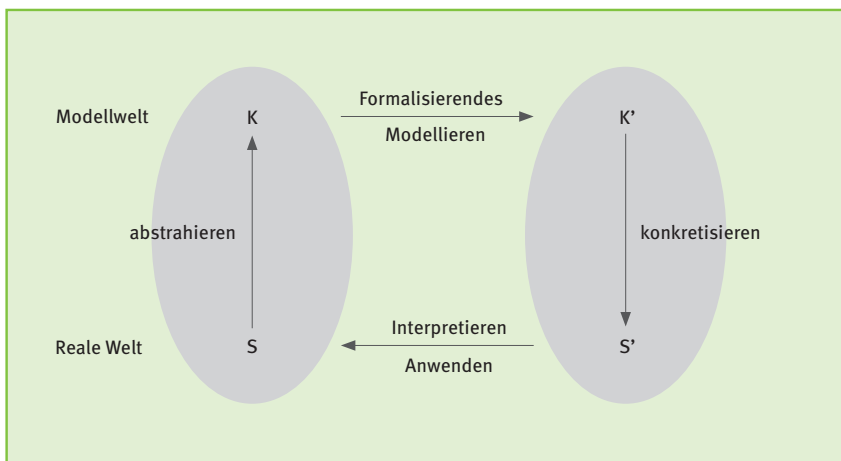 Formalisierendes
Modellwelt K K’
Modellieren
abstrahieren konkretisieren
Interpretieren
Reale Welt S S’
Anwenden